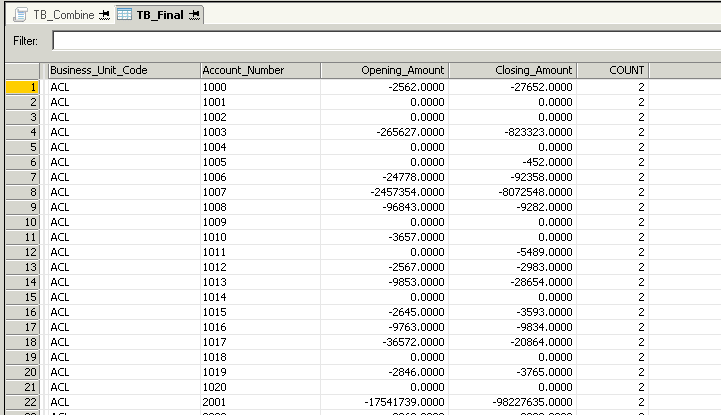 TB_Combine TB_Final
Filter:
Business_Unit_Code Account_Number Opening_Amount Closing_Amount COUNT
1 ACL 1000 -2562.0000 -27652.0000 2
2 ACL 1001 0.0000 0.0000 2
3 ACL 1002 0.0000 0.0000 2
4 ACL 1003 -265627.0000 -823323.0000 2
5 ACL 1004 0.0000 0.0000 2
6 ACL 1005 0.0000 -452.0000 2
7 ACL 1006 -24778.0000 -92358.0000 2
8 ACL 1007 -2457354.0000 -8072548.0000 2
9 ACL 1008 -96843.0000 -9282.0000 2
10 ACL 1009 0.0000 0.0000 2
11 ACL 1010 -3657.0000 0.0000 2
12 ACL 1011 0.0000 -5489.0000 2
13 ACL 1012 -2567.0000 -2983.0000 2
14 ACL 1013 -9853.0000 -28654.0000 2
15 ACL 1014 0.0000 0.0000 2
16 ACL 1015 -2645.0000 -3593.0000 2
17 ACL 1016 -9763.0000 -9834.0000 2
18 ACL 1017 -36572.0000 -20864.0000 2
19 ACL 1018 0.0000 0.0000 2
20 ACL 1019 -2846.0000 -3765.0000 2
21 ACL 1020 0.0000 0.0000 2
22 ACL 2001 -17541739.0000 -98227635.0000 2